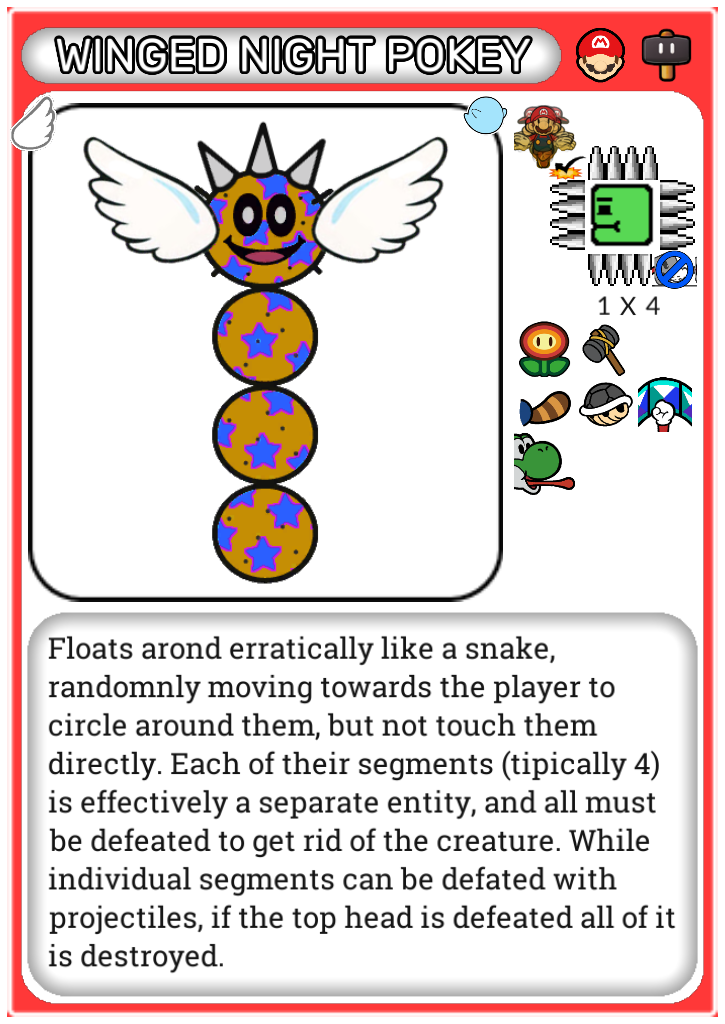 WINGED NIGHT POKEY
1 X 4
Floats arond erratically like a snake,
randomnly moving towards the player to
circle around them, but not touch them
directly. Each of their segments (tipically 4)
is effectively a separate entity, and all must
be defeated to get rid of the creature. While
individual segments can be defated with
projectiles, if the top head is defeated all of it
is destroyed.